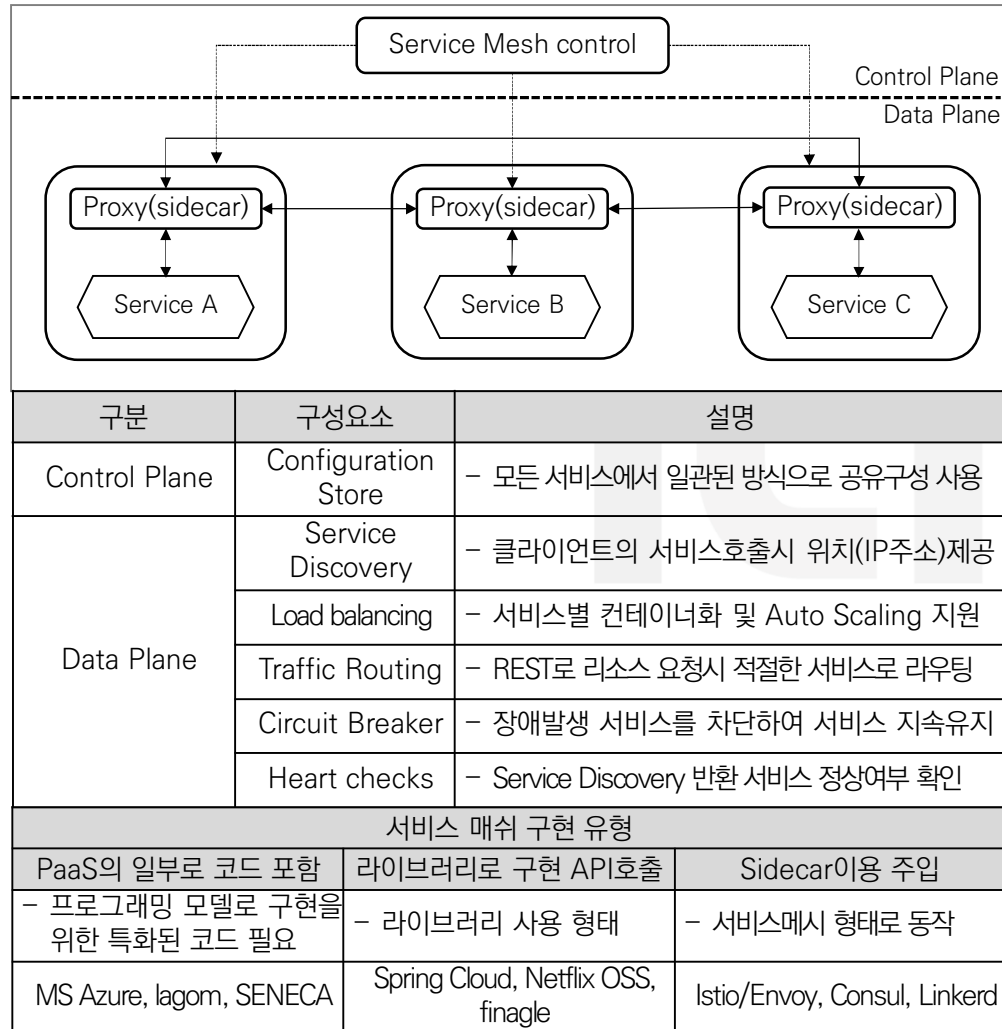 Service Mesh control
Control Plane
Data Plane
Proxy(sidecar)
Proxy(sidecar)
Proxy(sidecar)
Service A
Service B
Service C
구분
구성요소
설명
Control Plane
Configuration
Store
- 모든 서비스에서 일관된 방식으로 공유구성 사용
Data Plane
Service
Discovery
- 클라이언트의 서비스호출시 위치(IP주소)제공
Load balancing
- 서비스별 컨테이너화 및 Auto Scaling 지원
Traffic Routing
- REST로 리소스 요청시 적절한 서비스로 라우팅
Circuit Breaker
- 장애발생 서비스를 차단하여 서비스 지속유지
Heart checks
- Service Discovery 반환 서비스 정상여부 확인
서비스 매쉬 구현 유형
PaaS의 일부로 코드 포함
라이브러리로 구현 API호출
Sidecar이용 주입
- 프로그래밍 모델로 구현을
위한 특화된 코드 필요
- 라이브러리 사용 형태
- 서비스메시 형태로 동작
MS Azure, lagom, SENECA
Spring Cloud, Netflix OSS,
finagle
Istio/Envoy, Consul, Linkerd